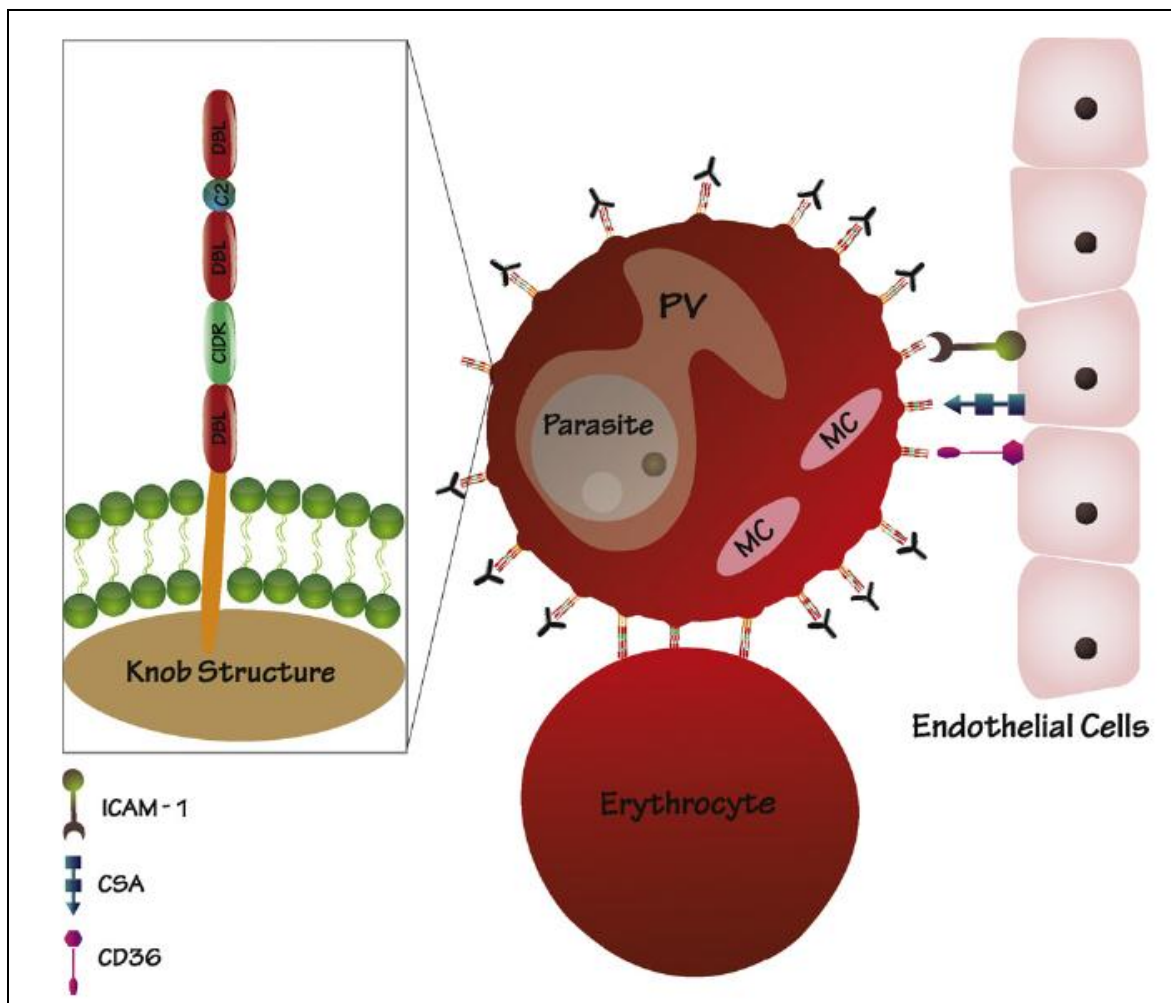 DBL
C2
DBL
CIDR
DBL
Knob Structure
PV
Parasite
MC
MC
Erythrocyte
Endothelial Cells
ICAM - 1
CSA
CD36